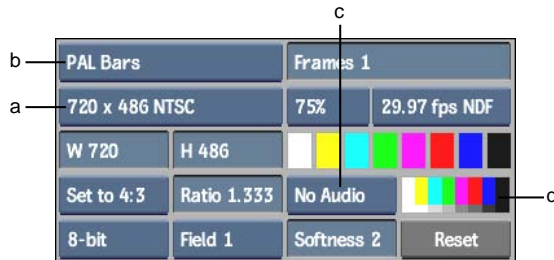 c
b PAL Bars Frames 1
a 720 x 486 NTSC 75% 29.97 fps NDF
W 720 H 486
Set to 4:3 Ratio 1.333 No Audio d
8-bit Field 1 Softness 2 Reset